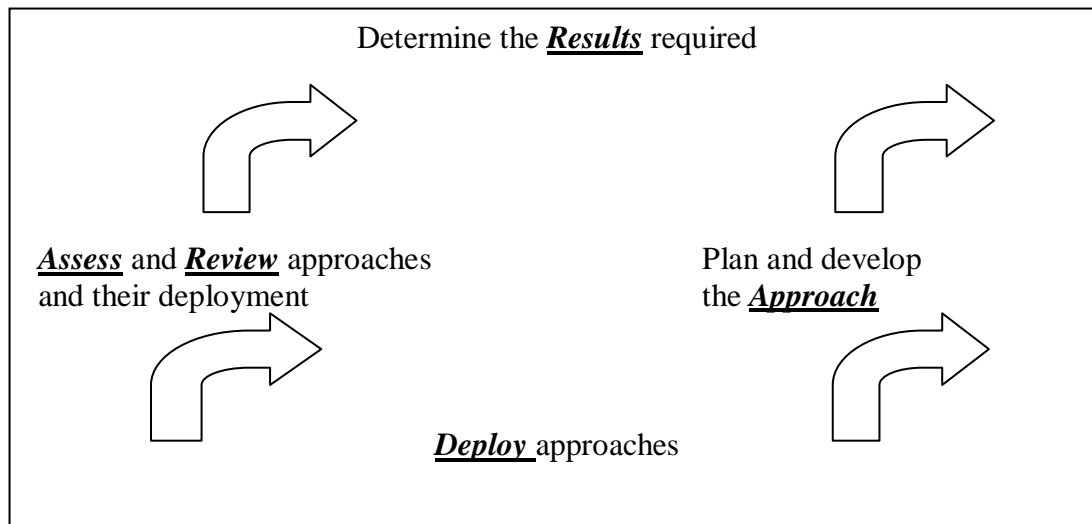 Determine the Results required
Assess and Review approaches
and their deployment
Plan and develop
the Approach
Deploy approaches